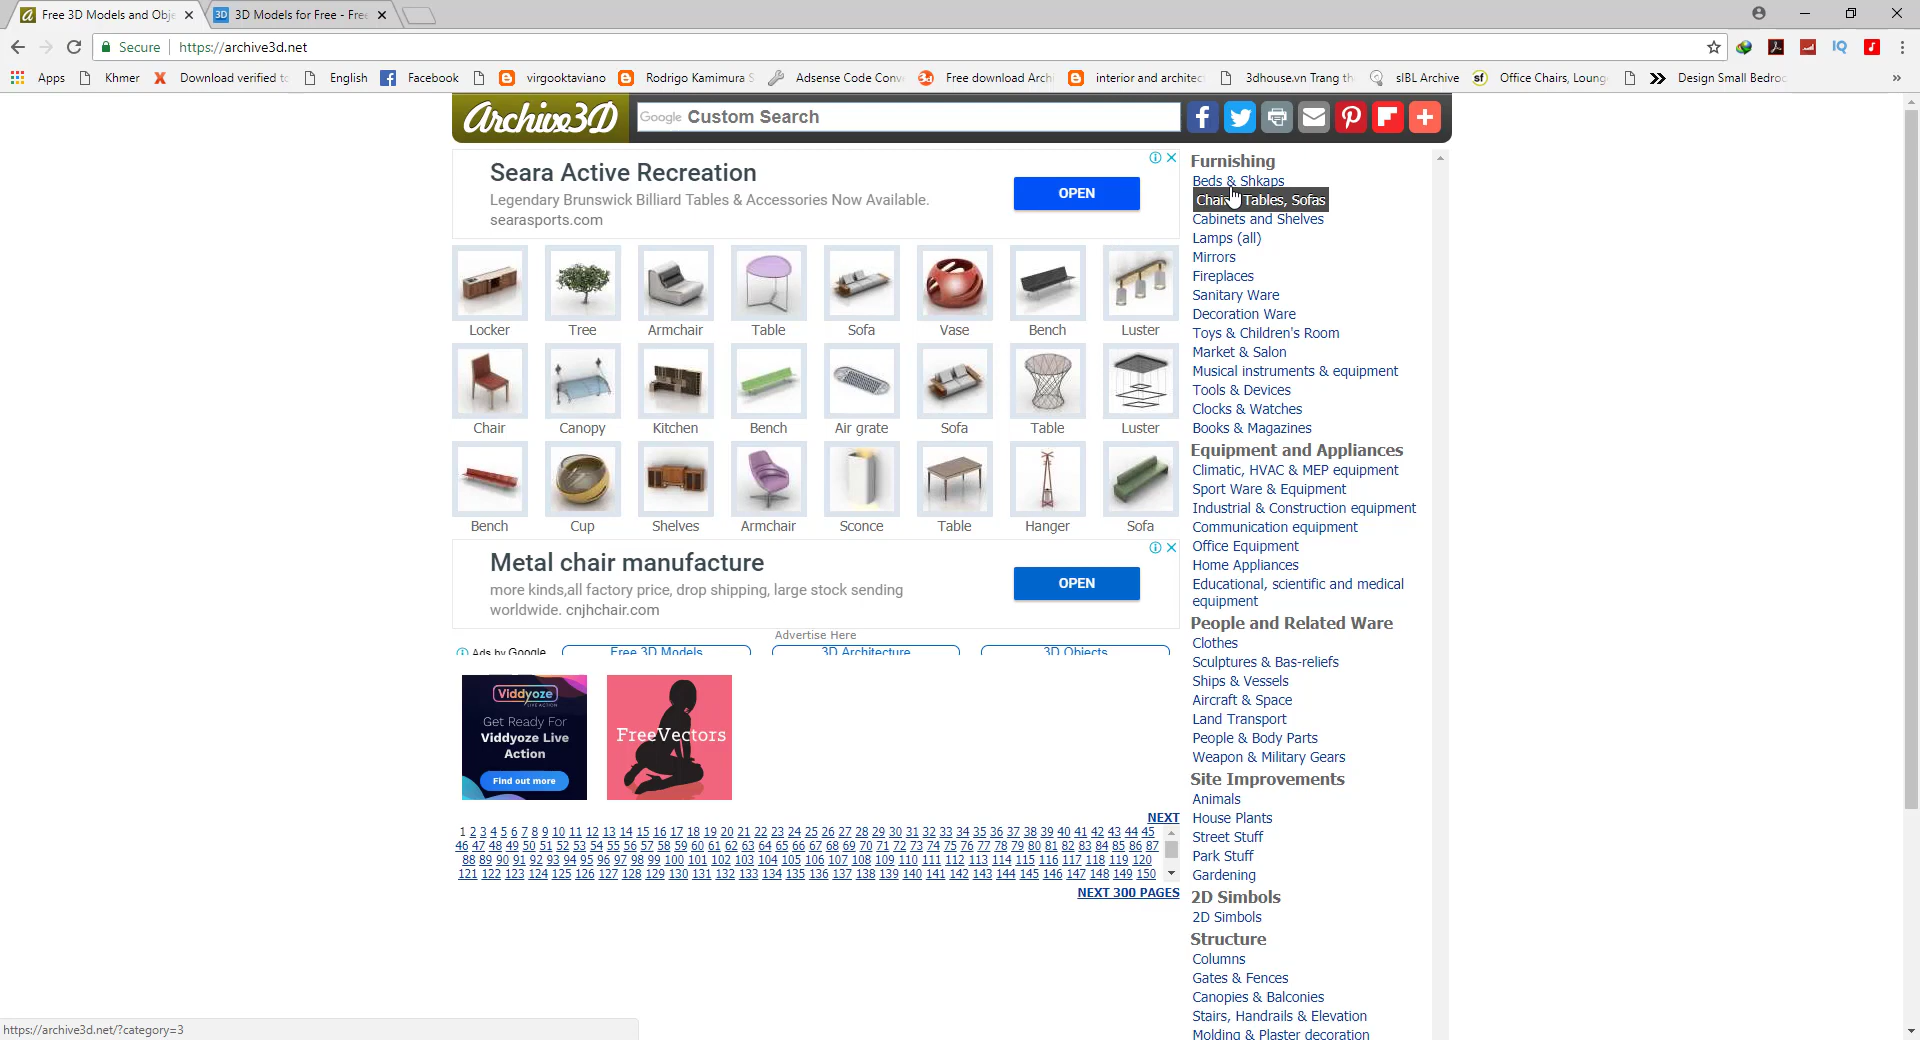 Free 3D Models and Obj
3D Models for Free - Free
Secure https://archive3d.net
IQ
Apps Khmer Download verified t English Facebook virgooktaviano Rodrigo Kamimura Adsense Code Conv Free download Archi interior and architec 3dhouse.vn Trang th sIBL Archive Office Chairs, Loung Design Small Bedroo
Archive3D
Google Custom Search
Seara Active Recreation
Legendary Brunswick Billiard Tables & Accessories Now Available.
searasports.com
OPEN
Locker Tree Armchair Table Sofa Vase Bench Luster
Chair Canopy Kitchen Bench Air grate Sofa Table Luster
Bench Cup Shelves Armchair Sconce Table Hanger Sofa
Metal chair manufacture
more kinds,all factory price, drop shipping, large stock sending
worldwide. cnjhchair.com
OPEN
Advertise Here
Ads by Google Free 3D Models 3D Architecture 3D Objects
Viddyoze
LIVE ACTION
Get Ready For
Viddyoze Live
Action
Find out more
FreeVectors
NEXT
1 2 3 4 5 6 7 8 9 10 11 12 13 14 15 16 17 18 19 20 21 22 23 24 25 26 27 28 29 30 31 32 33 34 35 36 37 38 39 40 41 42 43 44 45
46 47 48 49 50 51 52 53 54 55 56 57 58 59 60 61 62 63 64 65 66 67 68 69 70 71 72 73 74 75 76 77 78 79 80 81 82 83 84 85 86 87
88 89 90 91 92 93 94 95 96 97 98 99 100 101 102 103 104 105 106 107 108 109 110 111 112 113 114 115 116 117 118 119 120
121 122 123 124 125 126 127 128 129 130 131 132 133 134 135 136 137 138 139 140 141 142 143 144 145 146 147 148 149 150
NEXT 300 PAGES
Furnishing
Beds & Shkaps
Chairs, Tables, Sofas
Cabinets and Shelves
Lamps (all)
Mirrors
Fireplaces
Sanitary Ware
Decoration Ware
Toys & Children's Room
Market & Salon
Musical instruments & equipment
Tools & Devices
Clocks & Watches
Books & Magazines
Equipment and Appliances
Climatic, HVAC & MEP equipment
Sport Ware & Equipment
Industrial & Construction equipment
Communication equipment
Office Equipment
Home Appliances
Educational, scientific and medical
equipment
People and Related Ware
Clothes
Sculptures & Bas-reliefs
Ships & Vessels
Aircraft & Space
Land Transport
People & Body Parts
Weapon & Military Gears
Site Improvements
Animals
House Plants
Street Stuff
Park Stuff
Gardening
2D Simbols
2D Simbols
Structure
Columns
Gates & Fences
Canopies & Balconies
Stairs, Handrails & Elevation
Molding & Plaster decoration
https://archive3d.net/?category=3